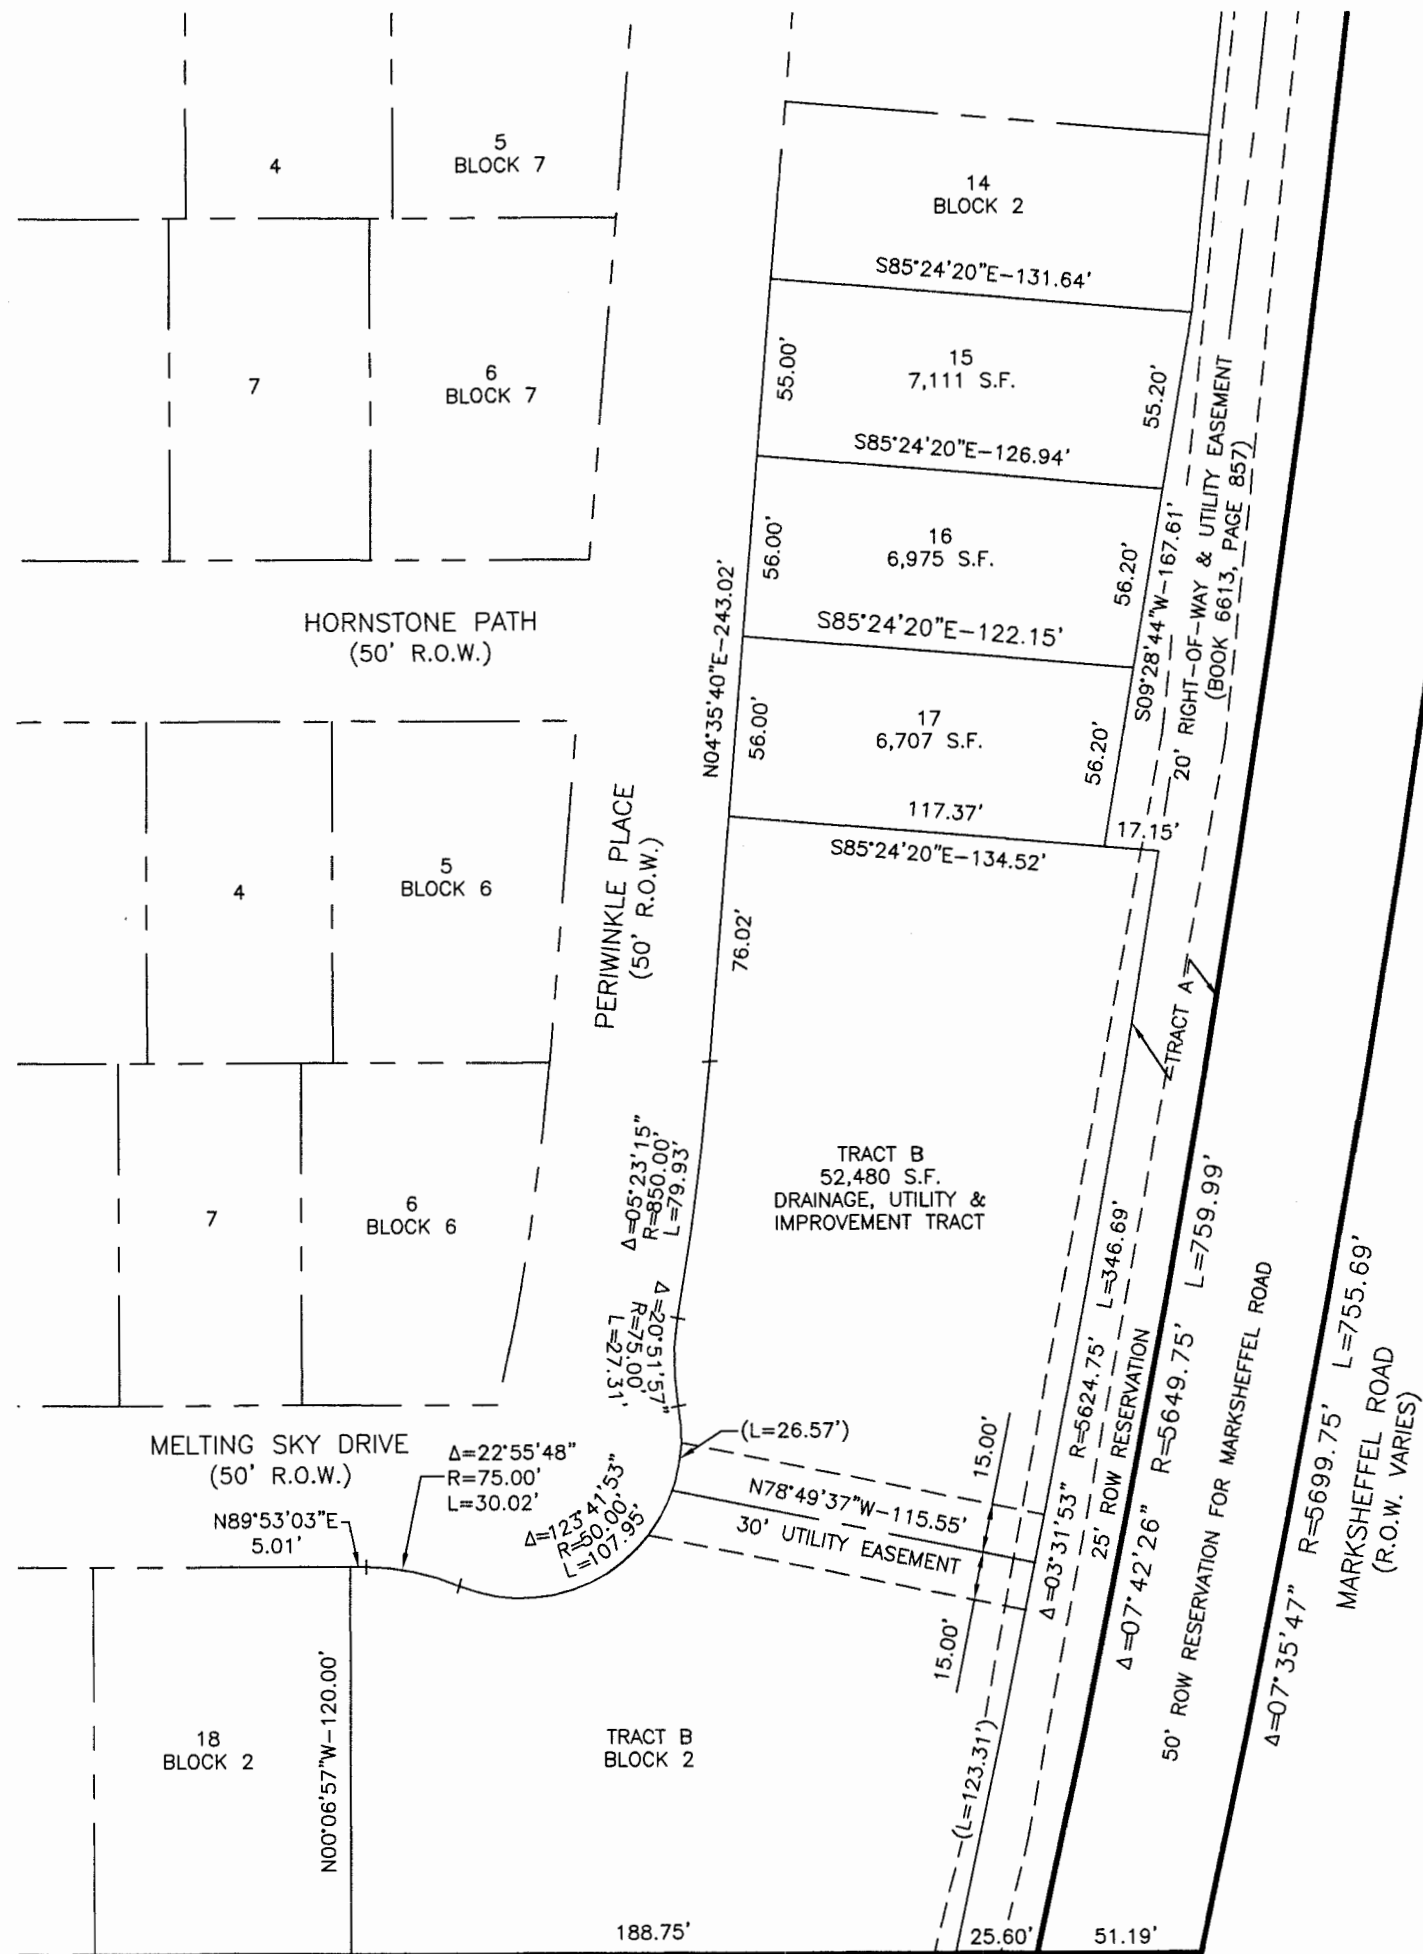 5
BLOCK 7
4
14
BLOCK 2
S85°24'20"E-131.64'
7
6
BLOCK 7
55.00'
15
7,111 S.F.
55.20'
S85°24'20"E-126.94'
56.00'
16
6,975 S.F.
56.20'
S85°24'20"E-122.15'
HORNSTONE PATH
(50' R.O.W.)
N04°35'40"E-243.02'
56.00'
17
6,707 S.F.
56.20'
S09°28'44"W-167.61'
20' RIGHT-OF-WAY & UTILITY EASEMENT
(BOOK 6613, PAGE 857)
117.37'
17.15'
S85°24'20"E-134.52'
4
5
BLOCK 6
PERIWINKLE PLACE
(50' R.O.W.)
76.02'
TRACT A
7
6
BLOCK 6
Δ=05°23'15"
R=850.00'
L=79.93'
TRACT B
52,480 S.F.
DRAINAGE, UTILITY &
IMPROVEMENT TRACT
Δ=20°51'57"
R=75.00'
L=27.31'
MELTING SKY DRIVE
(50' R.O.W.)
Δ=22°55'48"
R=75.00'
L=30.02'
(L=26.57')
N89°53'03"E
5.01'
Δ=123°47'53"
R=50.00'
L=107.95'
N78°49'37"W-115.55'
30' UTILITY EASEMENT
15.00'
15.00'
Δ=03°31'53" R=5624.75' L=346.69'
25' ROW RESERVATION
Δ=07°42'26" R=5649.75' L=759.99'
50' ROW RESERVATION FOR MARKSHEFFEL ROAD
Δ=07°35'47" R=5699.75' L=755.69'
MARKSHEFFEL ROAD
(R.O.W. VARIES)
18
BLOCK 2
N00°06'57"W-120.00'
TRACT B
BLOCK 2
(L=123.31')
188.75'
25.60'
51.19'